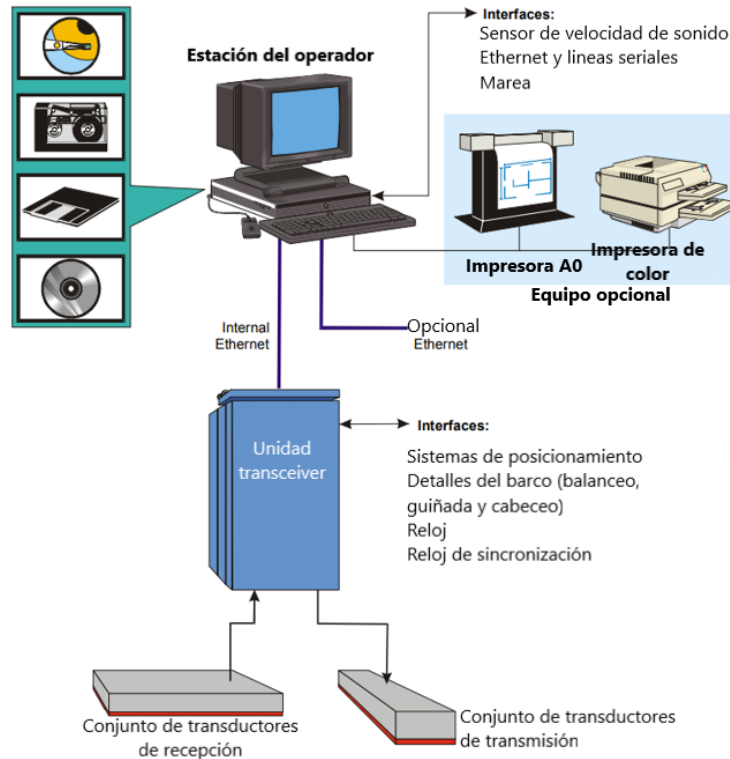 Interfaces:
Sensor de velocidad de sonido
Ethernet y lineas seriales
Marea
Estación del operador
Impresora A0
Impresora de
color
Equipo opcional
Internal
Ethernet
Opcional
Ethernet
Unidad
transceiver
Interfaces:
Sistemas de posicionamiento
Detalles del barco (balanceo,
guiñada y cabeceo)
Reloj
Reloj de sincronización
Conjunto de transductores
de recepción
Conjunto de transductores
de transmisión